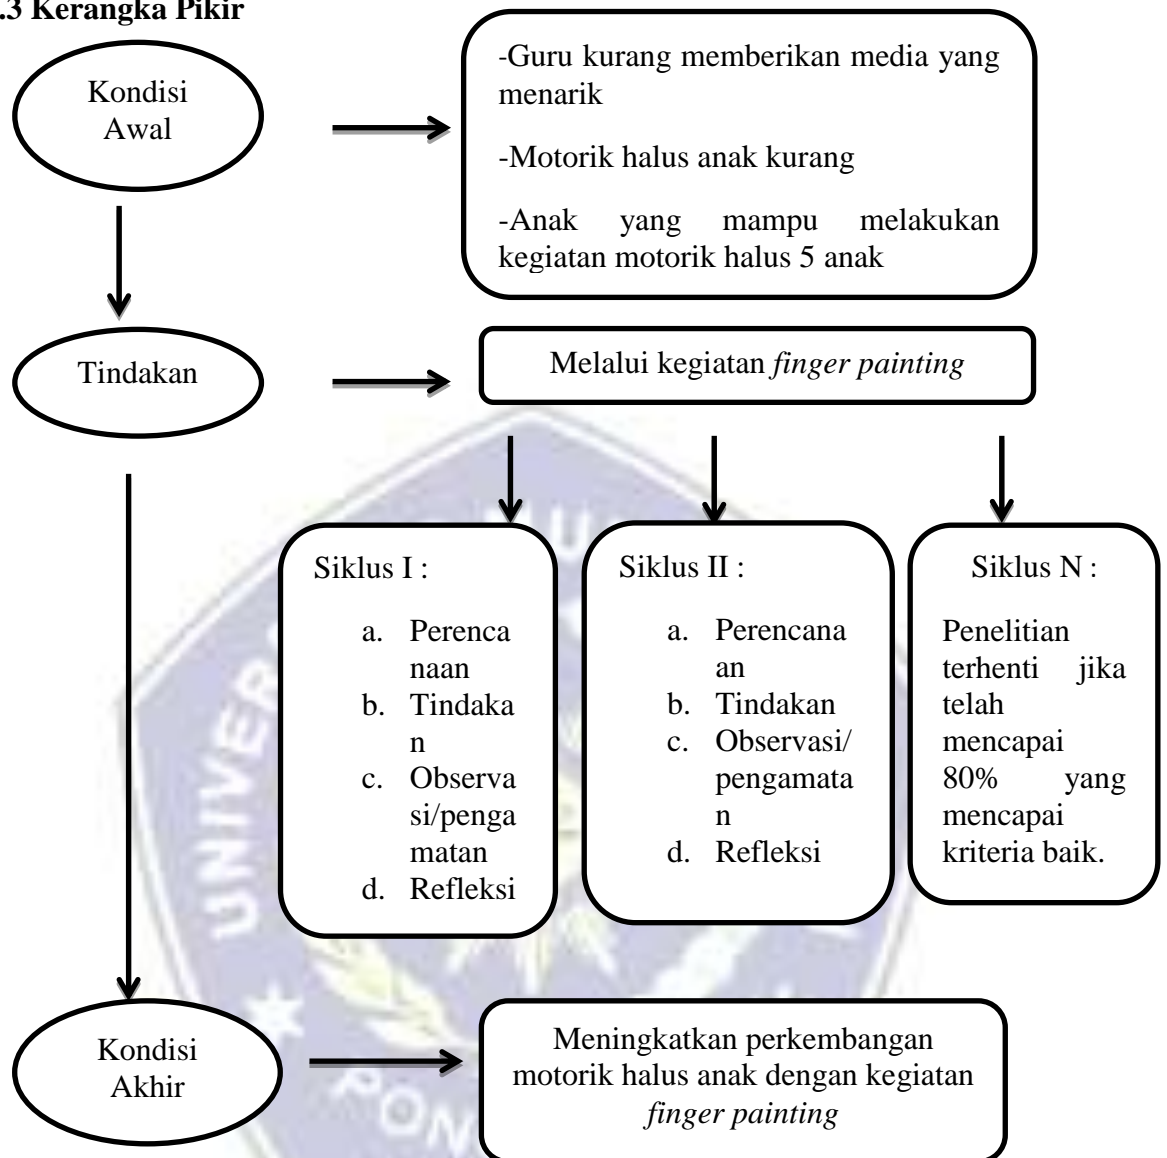 .3 Kerangka Pikir
Kondisi
Awal
-Guru kurang memberikan media yang
menarik
-Motorik halus anak kurang
-Anak yang mampu melakukan
kegiatan motorik halus 5 anak
Tindakan
Melalui kegiatan finger painting
Siklus I :
a. Perenca
naan
b. Tindaka
n
c. Observa
si/penga
matan
d. Refleksi
Siklus II :
a. Perencana
an
b. Tindakan
c. Observasi/
pengamata
n
d. Refleksi
Siklus N :
Penelitian
terhenti jika
telah
mencapai
80% yang
mencapai
kriteria baik.
Kondisi
Akhir
Meningkatkan perkembangan
motorik halus anak dengan kegiatan
finger painting